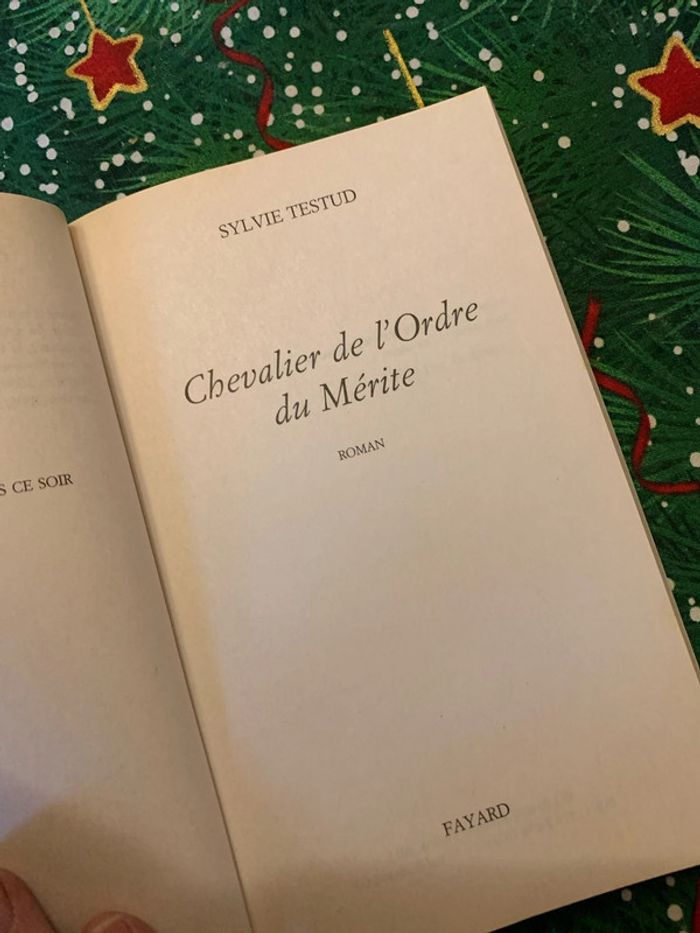 S CE SOIR
SYLVIE TESTUD
Chevalier de l'Ordre
du Mérite
ROMAN
FAYARD